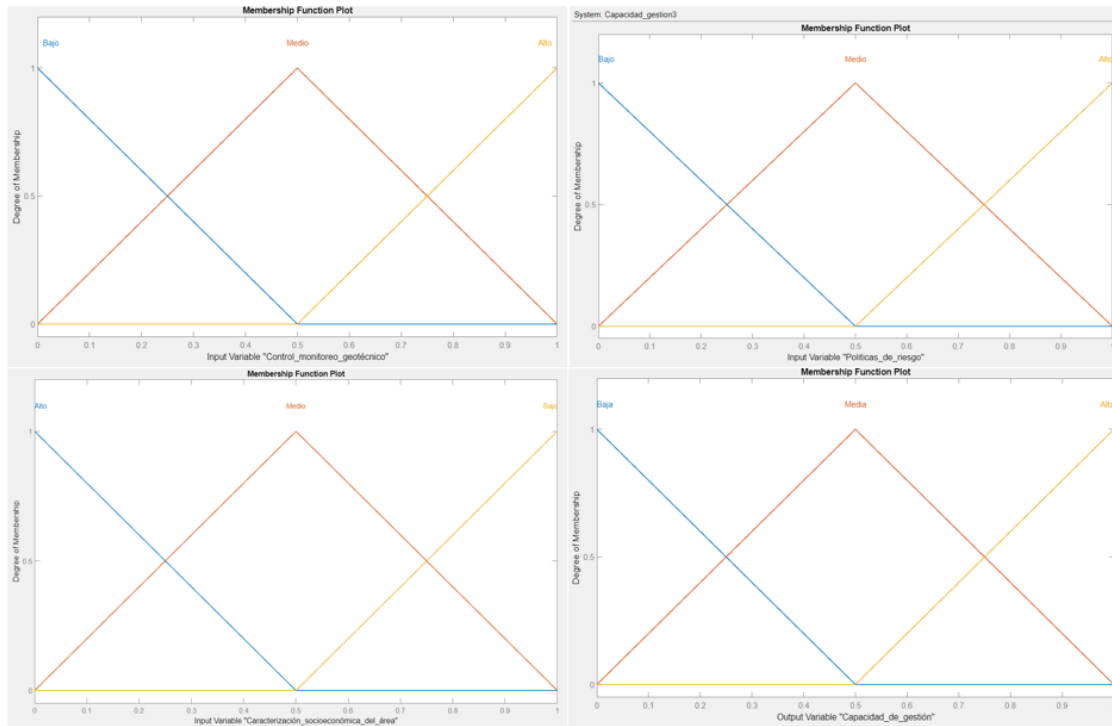 Membership Function Plot
Bajo Medio Alto
1
0.5
0
Degree of Membership
0 0.1 0.2 0.3 0.4 0.5 0.6 0.7 0.8 0.9 1
Input Variable "Control_monitoreo_geotécnico"
System: Capacidad_gestion3
Membership Function Plot
Bajo Medio Alto
1
0.5
0
Degree of Membership
0 0.1 0.2 0.3 0.4 0.5 0.6 0.7 0.8 0.9 1
Input Variable "Políticas_de_riesgo"
Membership Function Plot
Alto Medio Bajo
1
0.5
0
Degree of Membership
0 0.1 0.2 0.3 0.4 0.5 0.6 0.7 0.8 0.9 1
Input Variable "Caracterización_socioeconómica_del_área"
Membership Function Plot
Baja Media Alta
1
0.5
0
Degree of Membership
0 0.1 0.2 0.3 0.4 0.5 0.6 0.7 0.8 0.9
Output Variable "Capacidad_de_gestión"